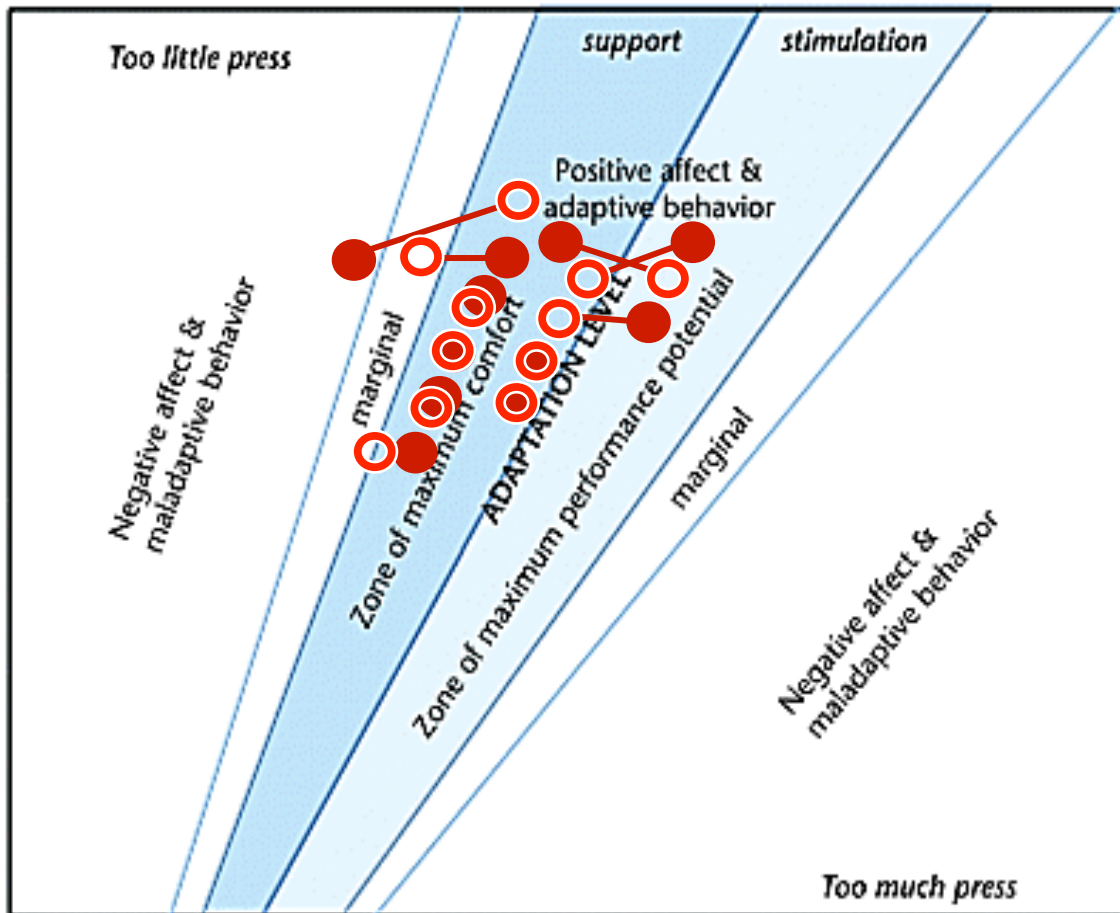 Too little press
support
stimulation
Positive affect &
adaptive behavior
Negative affect &
maladaptive behavior
marginal
Zone of maximum comfort
ADAPTATION LEVEL
Zone of maximum performance potential
marginal
Negative affect &
maladaptive behavior
Too much press